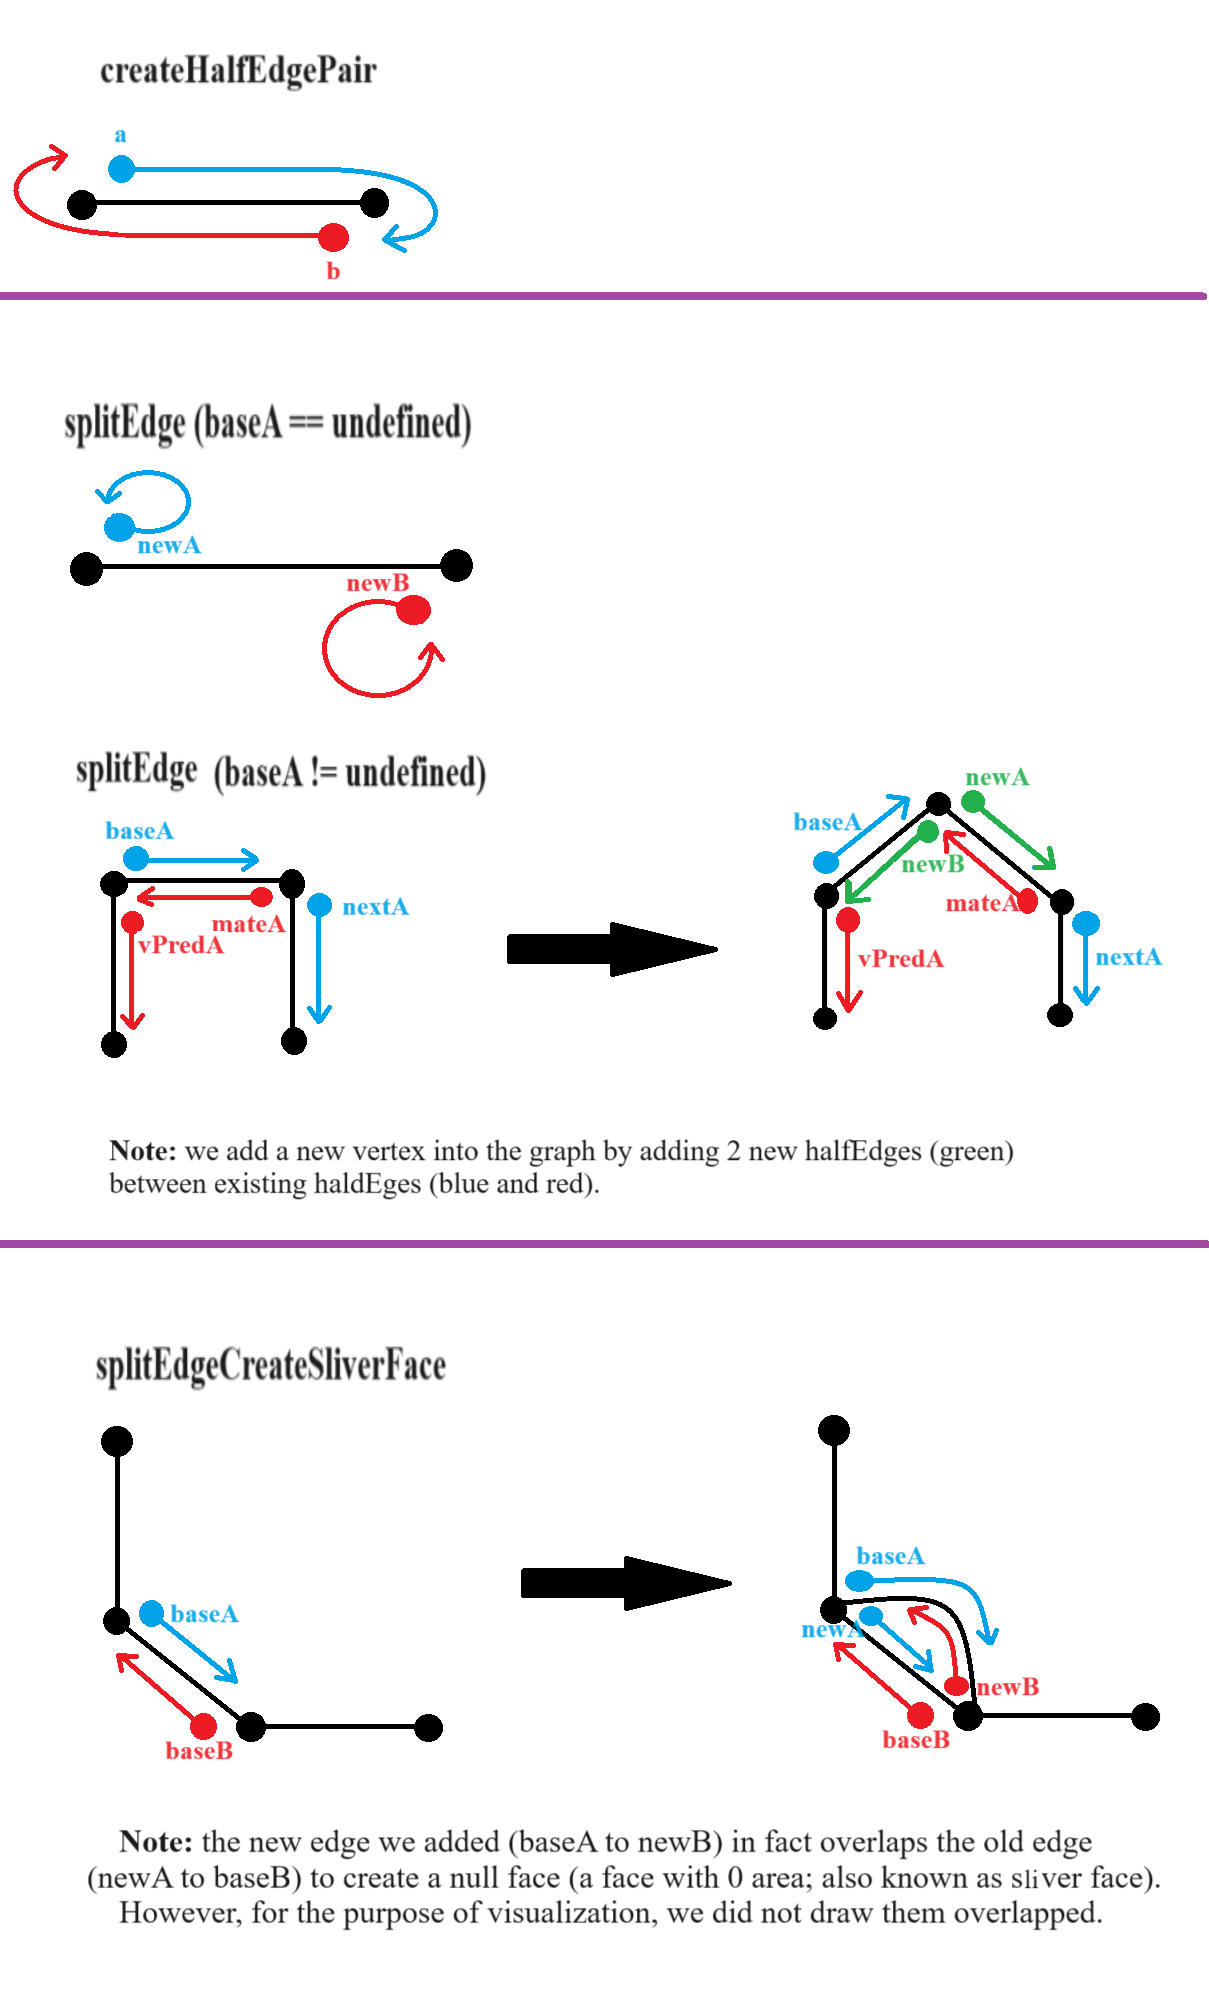 createHalfEdgePair
a
b
splitEdge (baseA == undefined)
newA
newB
splitEdge (baseA != undefined)
baseA
nextA
mateA
vPredA
newA
baseA
newB
mateA
vPredA
nextA
Note: we add a new vertex into the graph by adding 2 new halfEdges (green)
between existing haldEges (blue and red).
splitEdgeCreateSliverFace
baseA
baseB
baseA
newA
newB
baseB
Note: the new edge we added (baseA to newB) in fact overlaps the old edge
(newA to baseB) to create a null face (a face with 0 area; also known as sliver face).
However, for the purpose of visualization, we did not draw them overlapped.